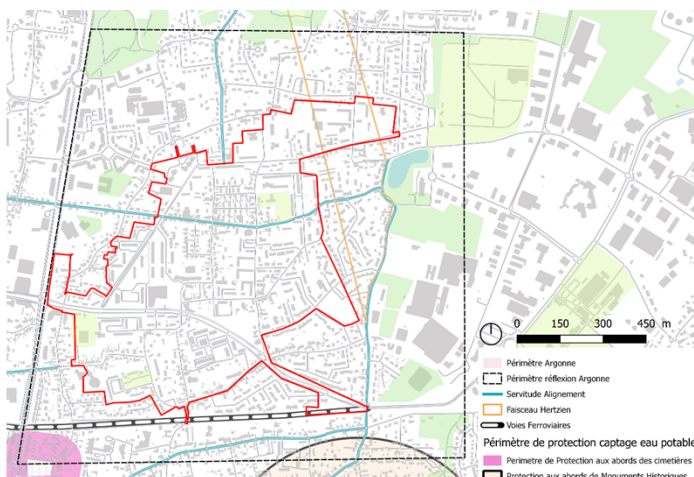 0 150 300 450 m
Périmètre Argonne
Périmètre réflexion Argonne
Servitude Alignement
Faisceau Hertzien
Voies Ferroviaires
Périmètre de protection captage eau potable
Perimetre de Protection aux abords des cimetières
Protection aux abords de Monuments Historiques